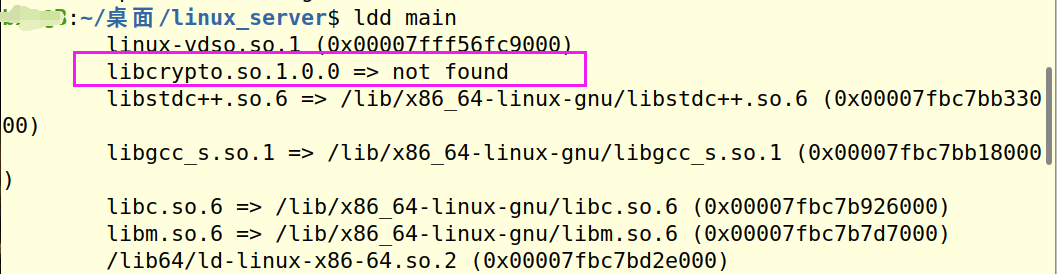 :~/桌面/linux_server$ ldd main
linux-vdso.so.1 (0x00007fff56fc9000)
libcrypto.so.1.0.0 => not found
libstdc++.so.6 => /lib/x86_64-linux-gnu/libstdc++.so.6 (0x00007fbc7bb330
00)
libgcc_s.so.1 => /lib/x86_64-linux-gnu/libgcc_s.so.1 (0x00007fbc7bb18000
)
libc.so.6 => /lib/x86_64-linux-gnu/libc.so.6 (0x00007fbc7b926000)
libm.so.6 => /lib/x86_64-linux-gnu/libm.so.6 (0x00007fbc7b7d7000)
/lib64/ld-linux-x86-64.so.2 (0x00007fbc7bd2e000)